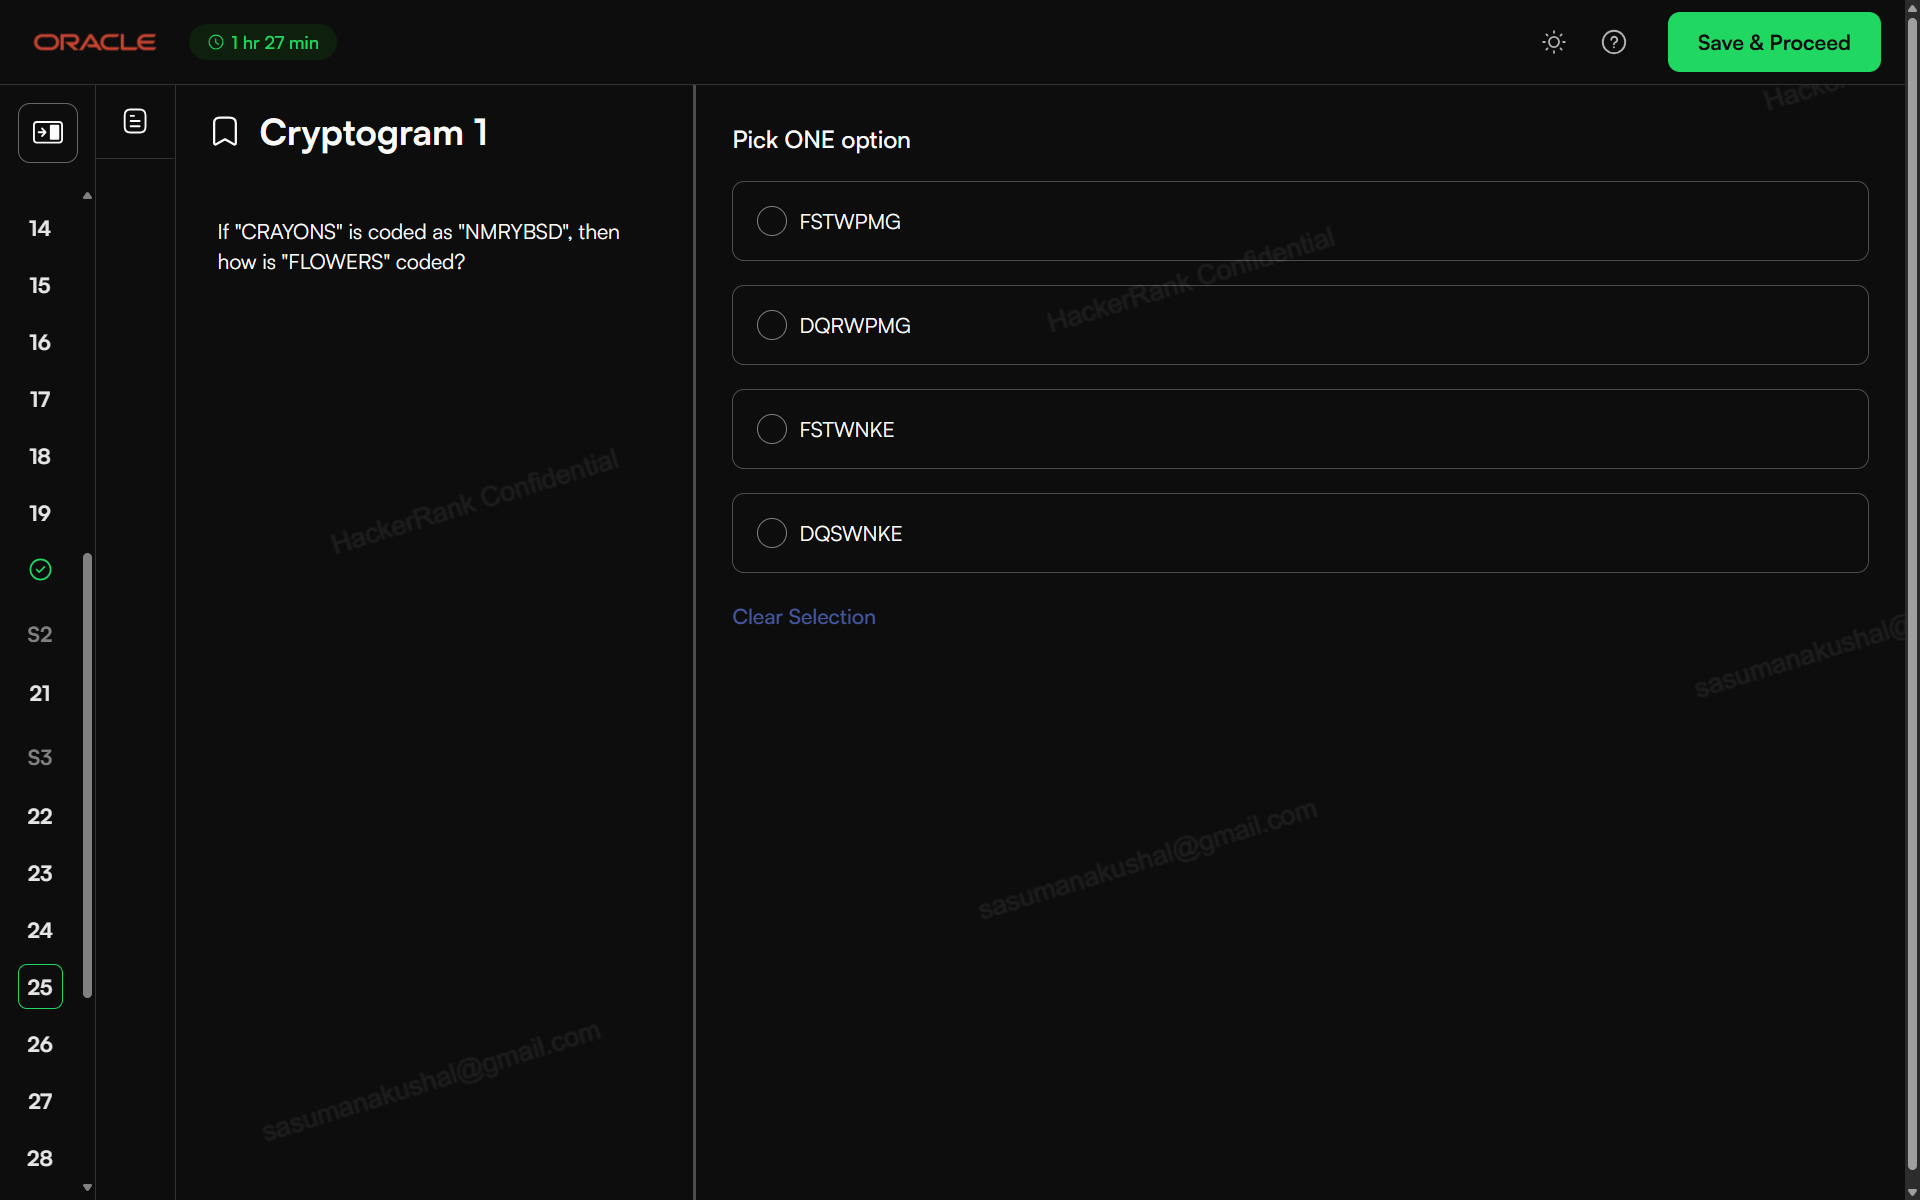 ORACLE
1 hr 27 min
Save & Proceed
14
15
16
17
18
19
S2
21
S3
22
23
24
25
26
27
28
Cryptogram 1
If "CRAYONS" is coded as "NMRYBSD", then
how is "FLOWERS" coded?
Pick ONE option
FSTWPMG
DQRWPMG
FSTWNKE
DQSWNKE
Clear Selection
HackerRank Confidential
HackerRank Confidential
sasumanakushal@gmail.com
sasumanakushal@gmail.com
sasumanakushal@